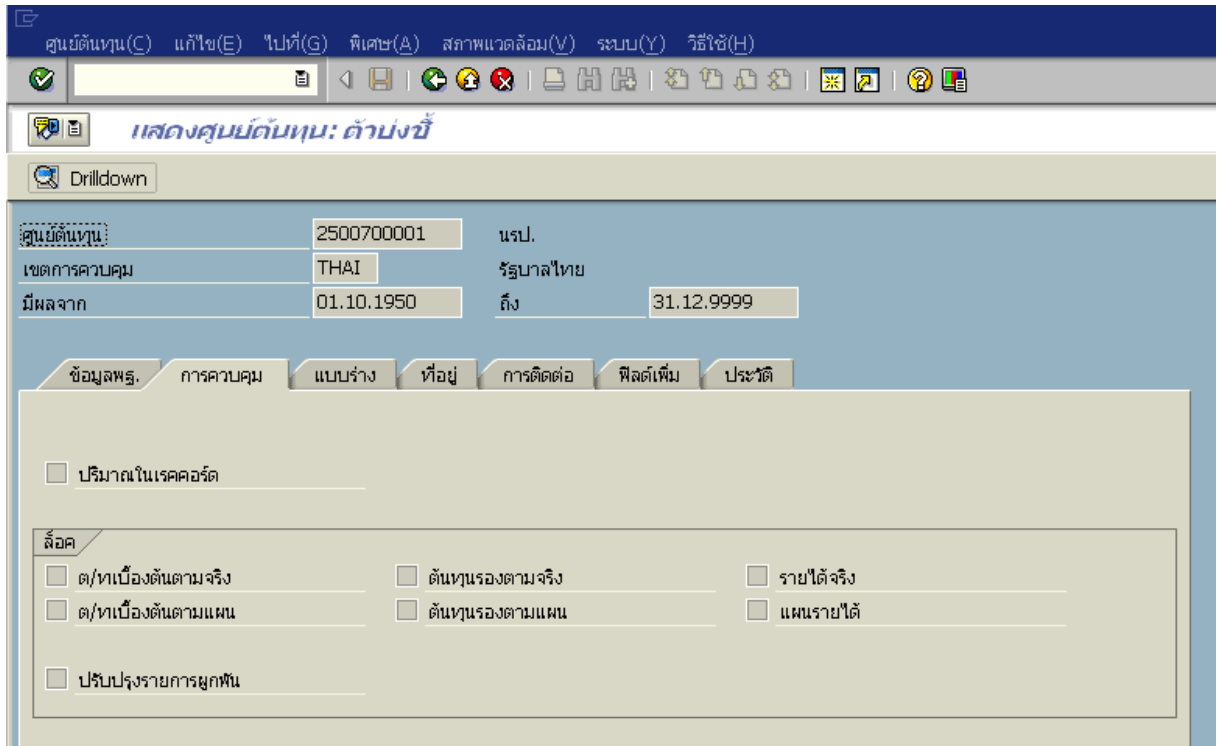 ศูนย์ต้นทุน(C) แก้ไข(E) ไปที่(G) พิเศษ(A) สภาพแวดล้อม(V) ระบบ(Y) วิธีใช้(H)
แสดงศูนย์ต้นทุน: ตัวบ่งชี้
Drilldown
ศูนย์ต้นทุน 2500700001 นรป.
เขตการควบคุม THAI รัฐบาลไทย
มีผลจาก 01.10.1950 ถึง 31.12.9999
ข้อมูลพฐ. การควบคุม แบบร่าง ที่อยู่ การติดต่อ ฟิลด์เพิ่ม ประวัติ
ปริมาณในเรคคอร์ด
ล็อค
ต/ทเบื้องต้นตามจริง ต้นทุนรองตามจริง รายได้จริง
ต/ทเบื้องต้นตามแผน ต้นทุนรองตามแผน แผนรายได้
ปรับปรุงรายการผูกพัน